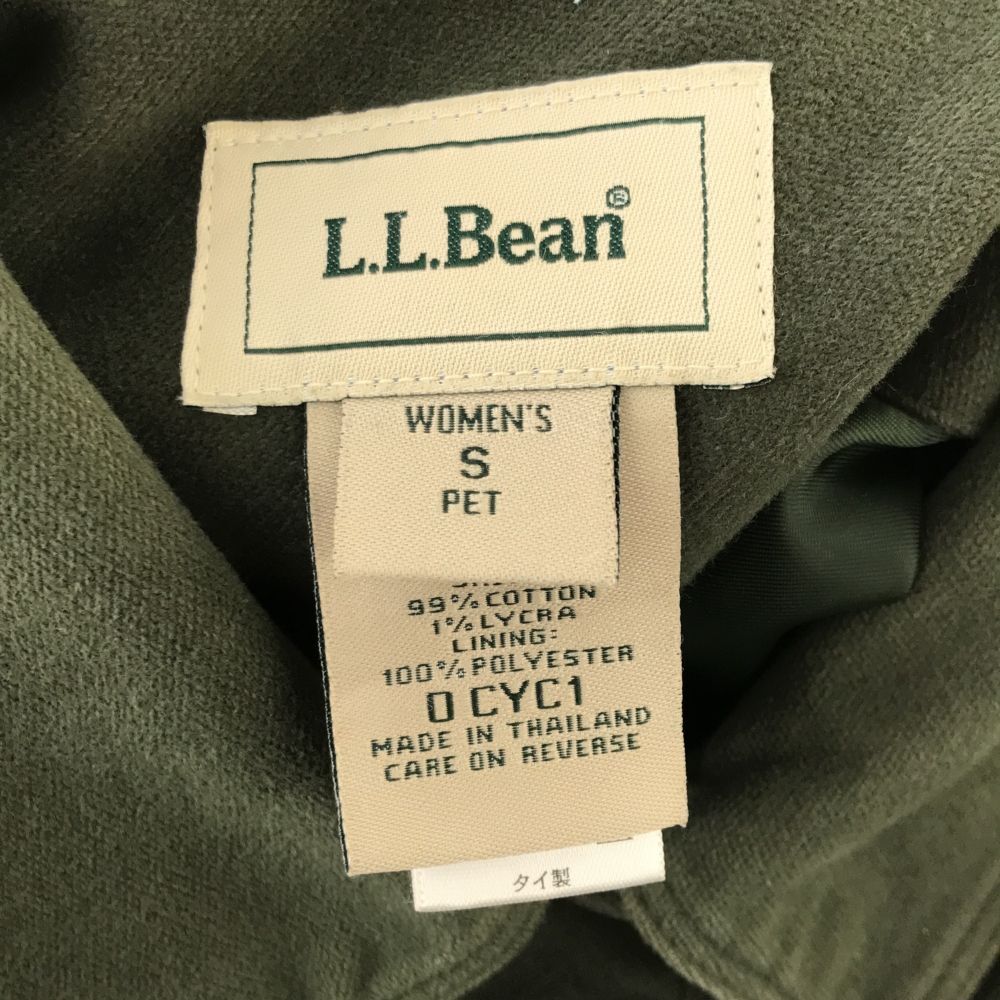 L.L.Bean®
WOMEN'S
S
PET
99% COTTON
1% LYCRA
LINING:
100% POLYESTER
0 CYC1
MADE IN THAILAND
CARE ON REVERSE
タイ製